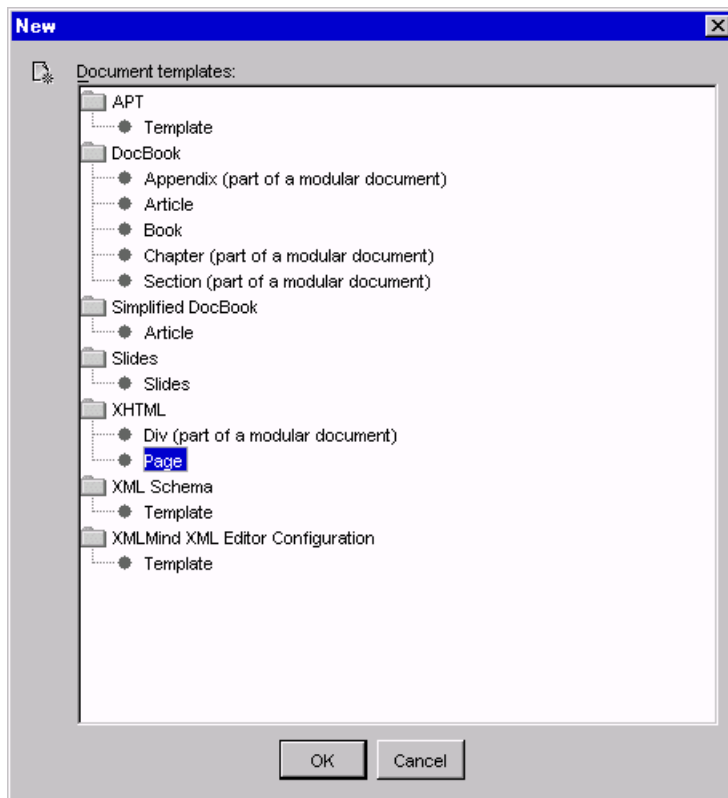 New
Document templates:
APT
Template
DocBook
Appendix (part of a modular document)
Article
Book
Chapter (part of a modular document)
Section (part of a modular document)
Simplified DocBook
Article
Slides
Slides
XHTML
Div (part of a modular document)
Page
XML Schema
Template
XMLMind XML Editor Configuration
Template
OK Cancel